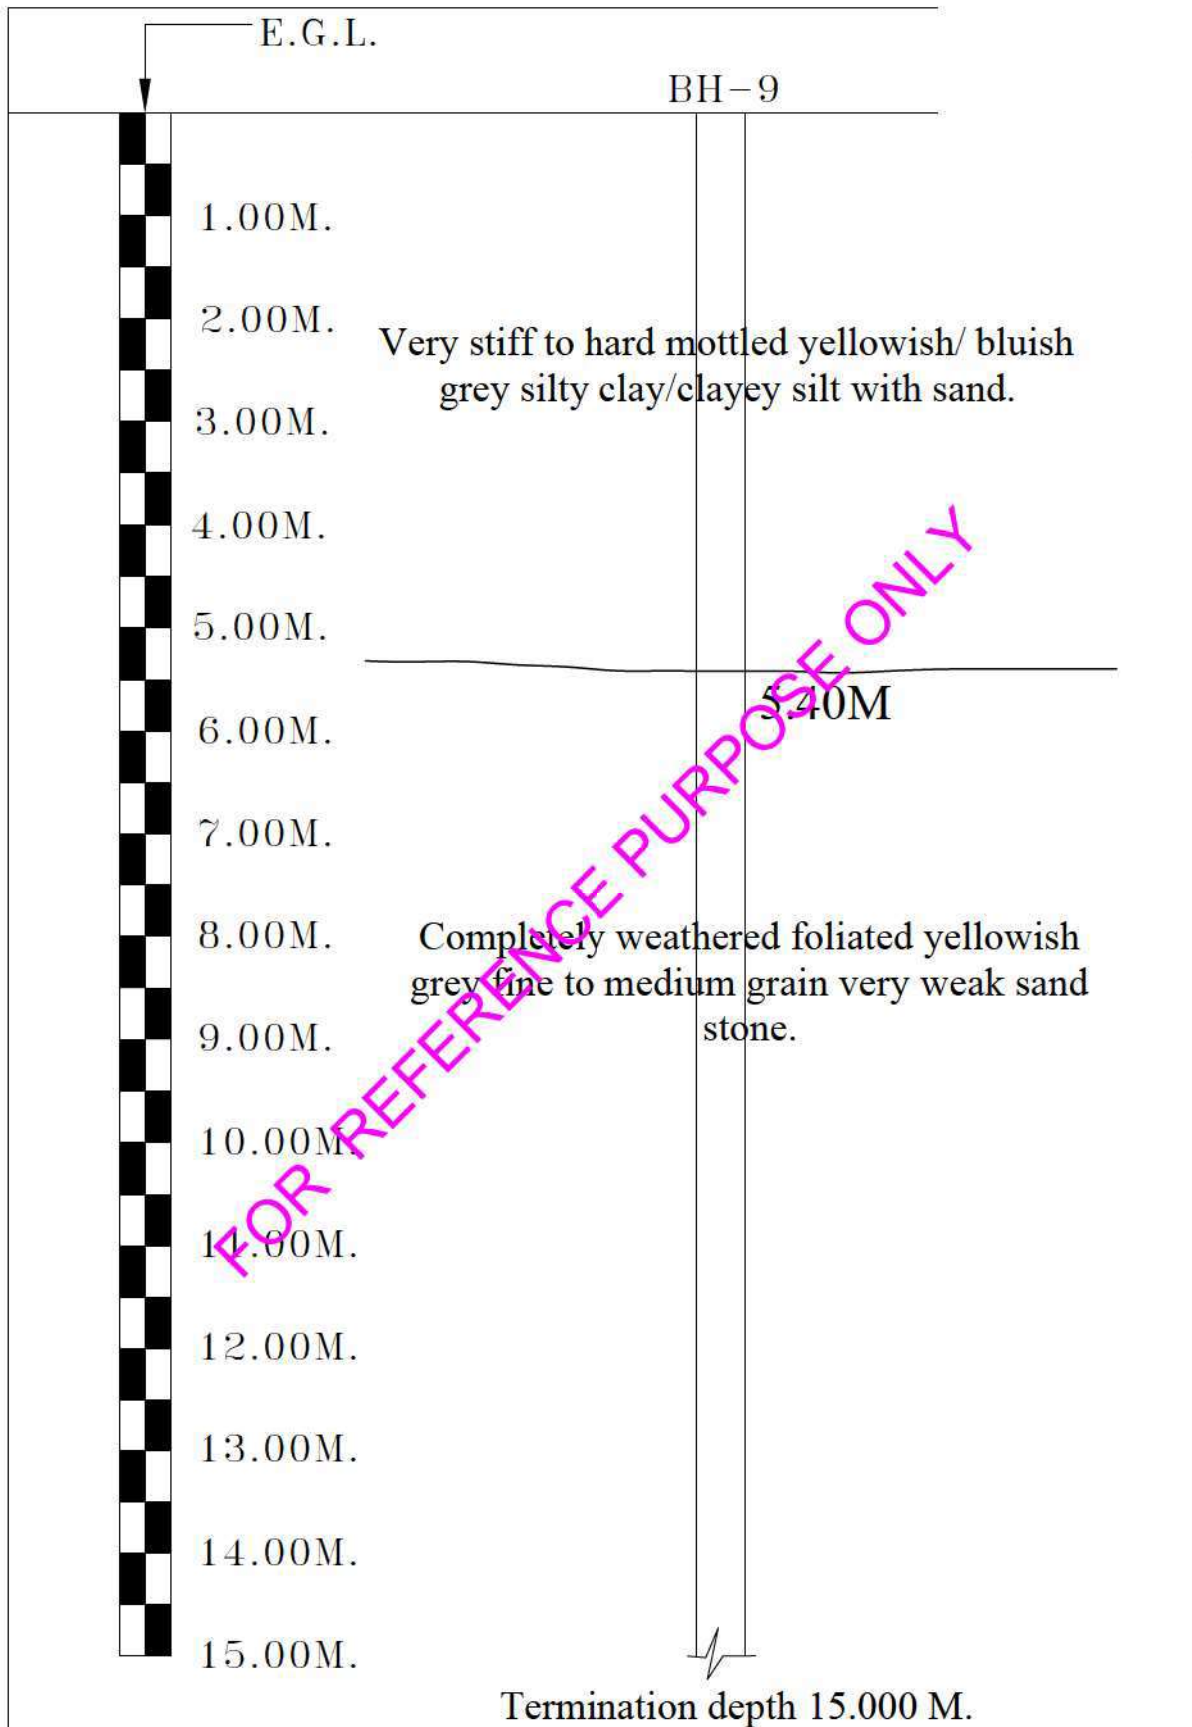 E.G.L.
BH-9
1.00M.
2.00M.
Very stiff to hard mottled yellowish/ bluish
grey silty clay/clayey silt with sand.
3.00M.
4.00M.
5.00M.
5.40M
6.00M.
7.00M.
8.00M.
Completely weathered foliated yellowish
grey fine to medium grain very weak sand
stone.
9.00M.
10.00M.
11.00M.
12.00M.
13.00M.
14.00M.
15.00M.
Termination depth 15.000 M.
FOR REFERENCE PURPOSE ONLY